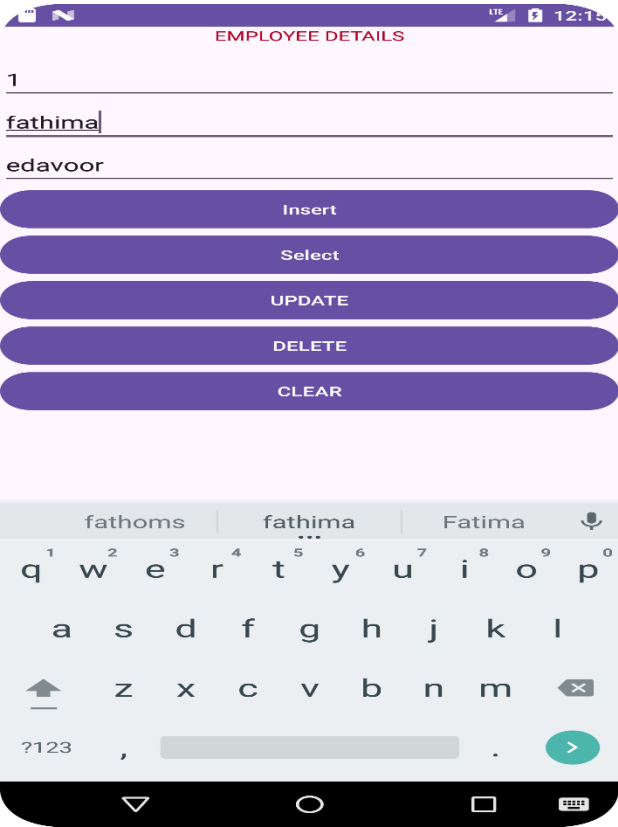 LTE 12:15
EMPLOYEE DETAILS
1
fathima
edavoor
Insert
Select
UPDATE
DELETE
CLEAR
fathoms fathima Fatima
1 2 3 4 5 6 7 8 9 0
q w e r t y u i o p
a s d f g h j k l
z x c v b n m
?123 , .